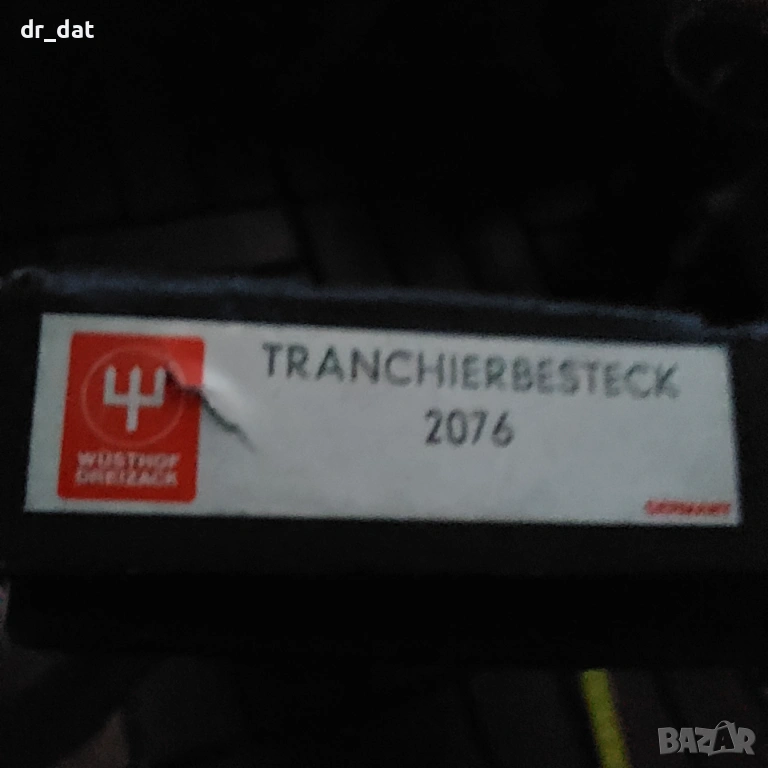 dr_dat
TRANCHIERBESTECK
2076
WÜSTHOF
DREIZACK
GERMANY
BAZAR